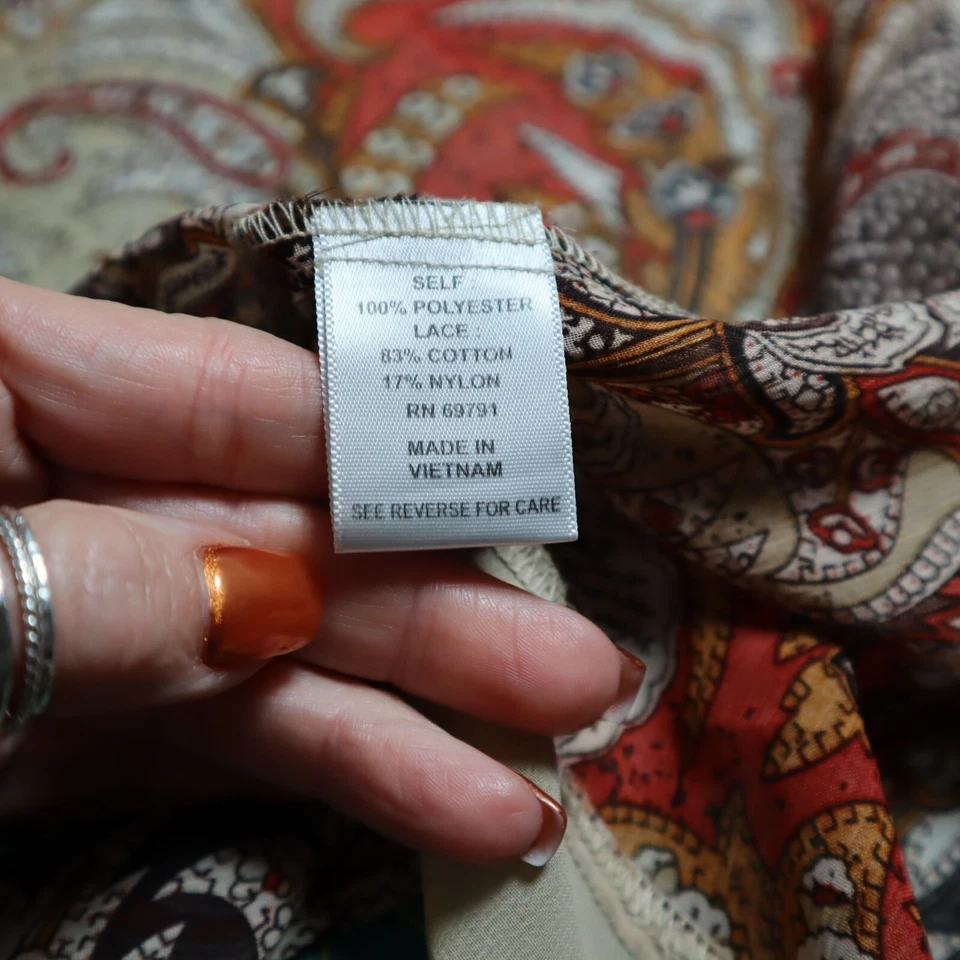 SELF :
100% POLYESTER
LACE :
83% COTTON
17% NYLON
RN 69791
MADE IN
VIETNAM
SEE REVERSE FOR CARE